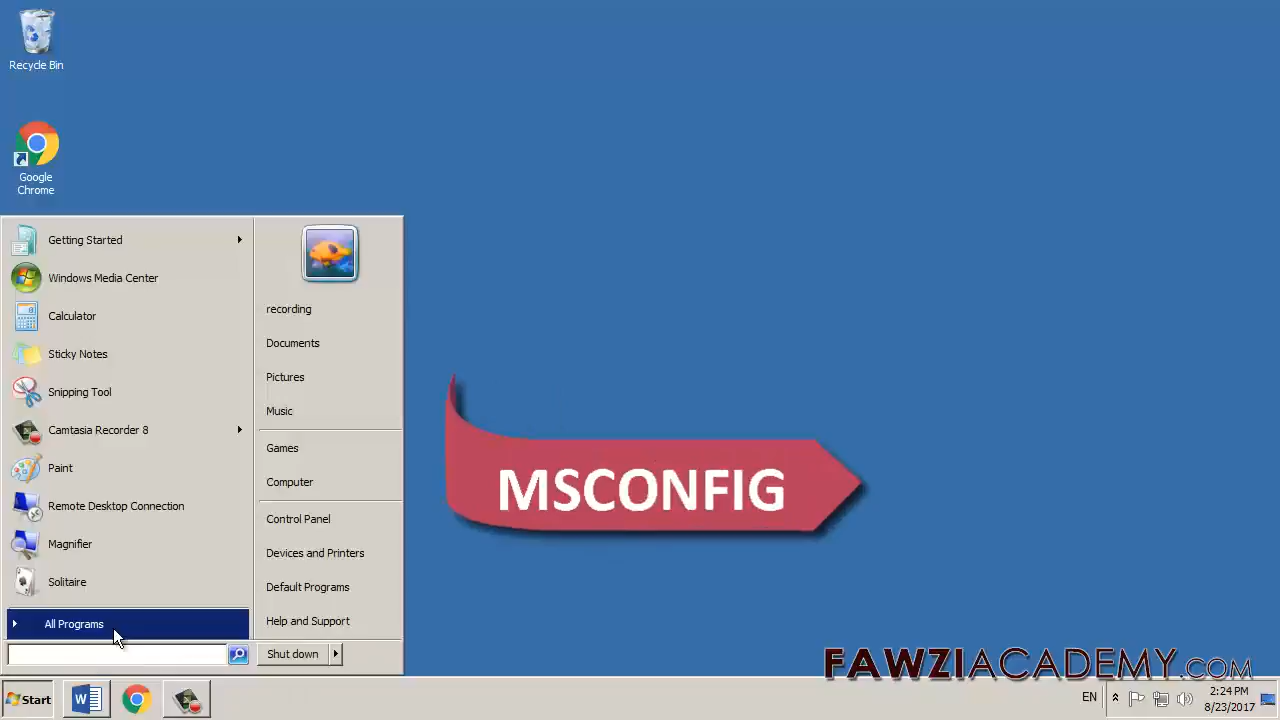 Recycle Bin
Google
Chrome
Getting Started
Windows Media Center
Calculator
Sticky Notes
Snipping Tool
Camtasia Recorder 8
Paint
Remote Desktop Connection
Magnifier
Solitaire
All Programs
recording
Documents
Pictures
Music
Games
Computer
Control Panel
Devices and Printers
Default Programs
Help and Support
Shut down
MSCONFIG
FAWZIACADEMY.COM
Start
EN
2:24 PM
8/23/2017